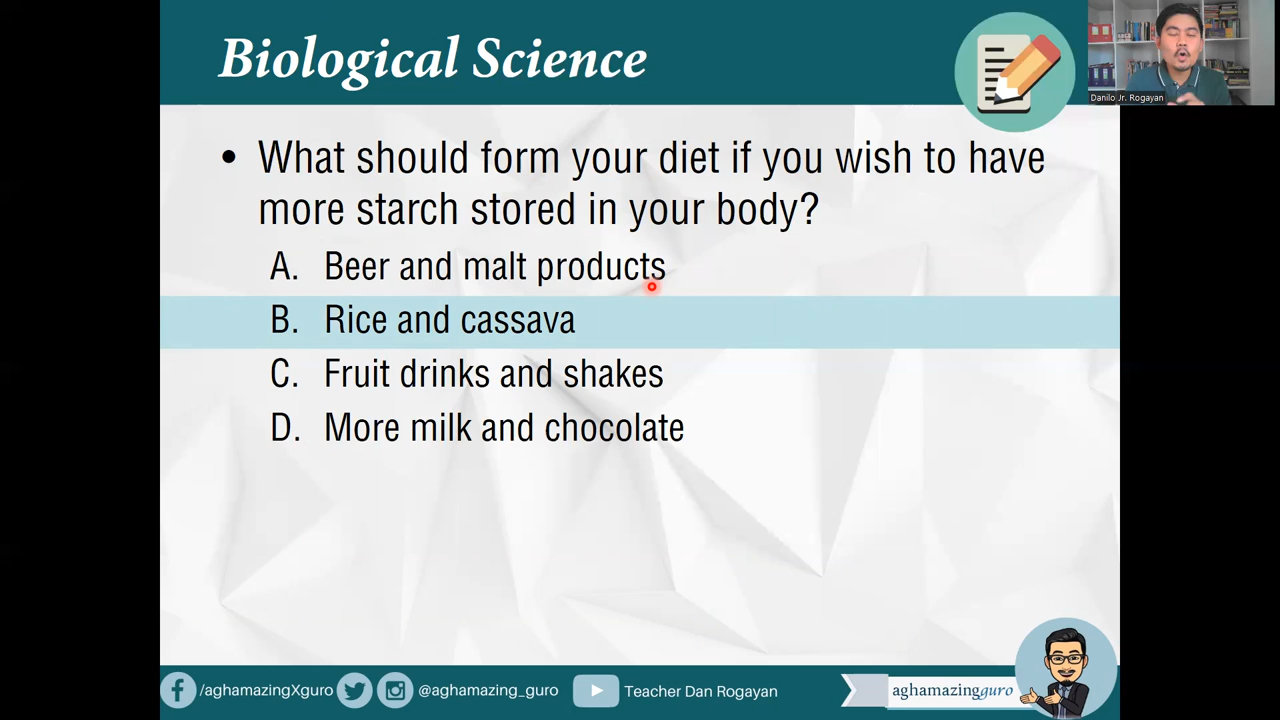 Biological Science
Danilo Jr. Rogayan
• What should form your diet if you wish to have
more starch stored in your body?
A. Beer and malt products
B. Rice and cassava
C. Fruit drinks and shakes
D. More milk and chocolate
/aghamazingXguro
@aghamazing_guro
Teacher Dan Rogayan
aghamazingguro